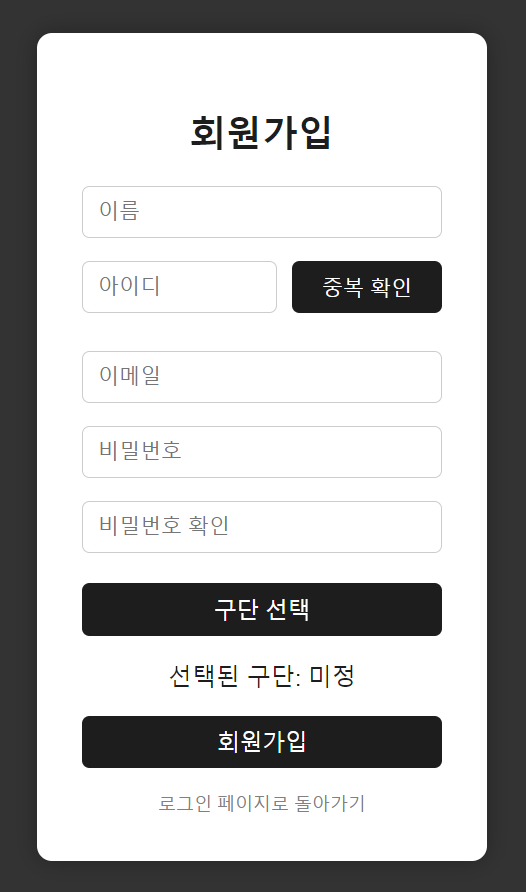 회원가입
이름
아이디
중복 확인
이메일
비밀번호
비밀번호 확인
구단 선택
선택된 구단: 미정
회원가입
로그인 페이지로 돌아가기